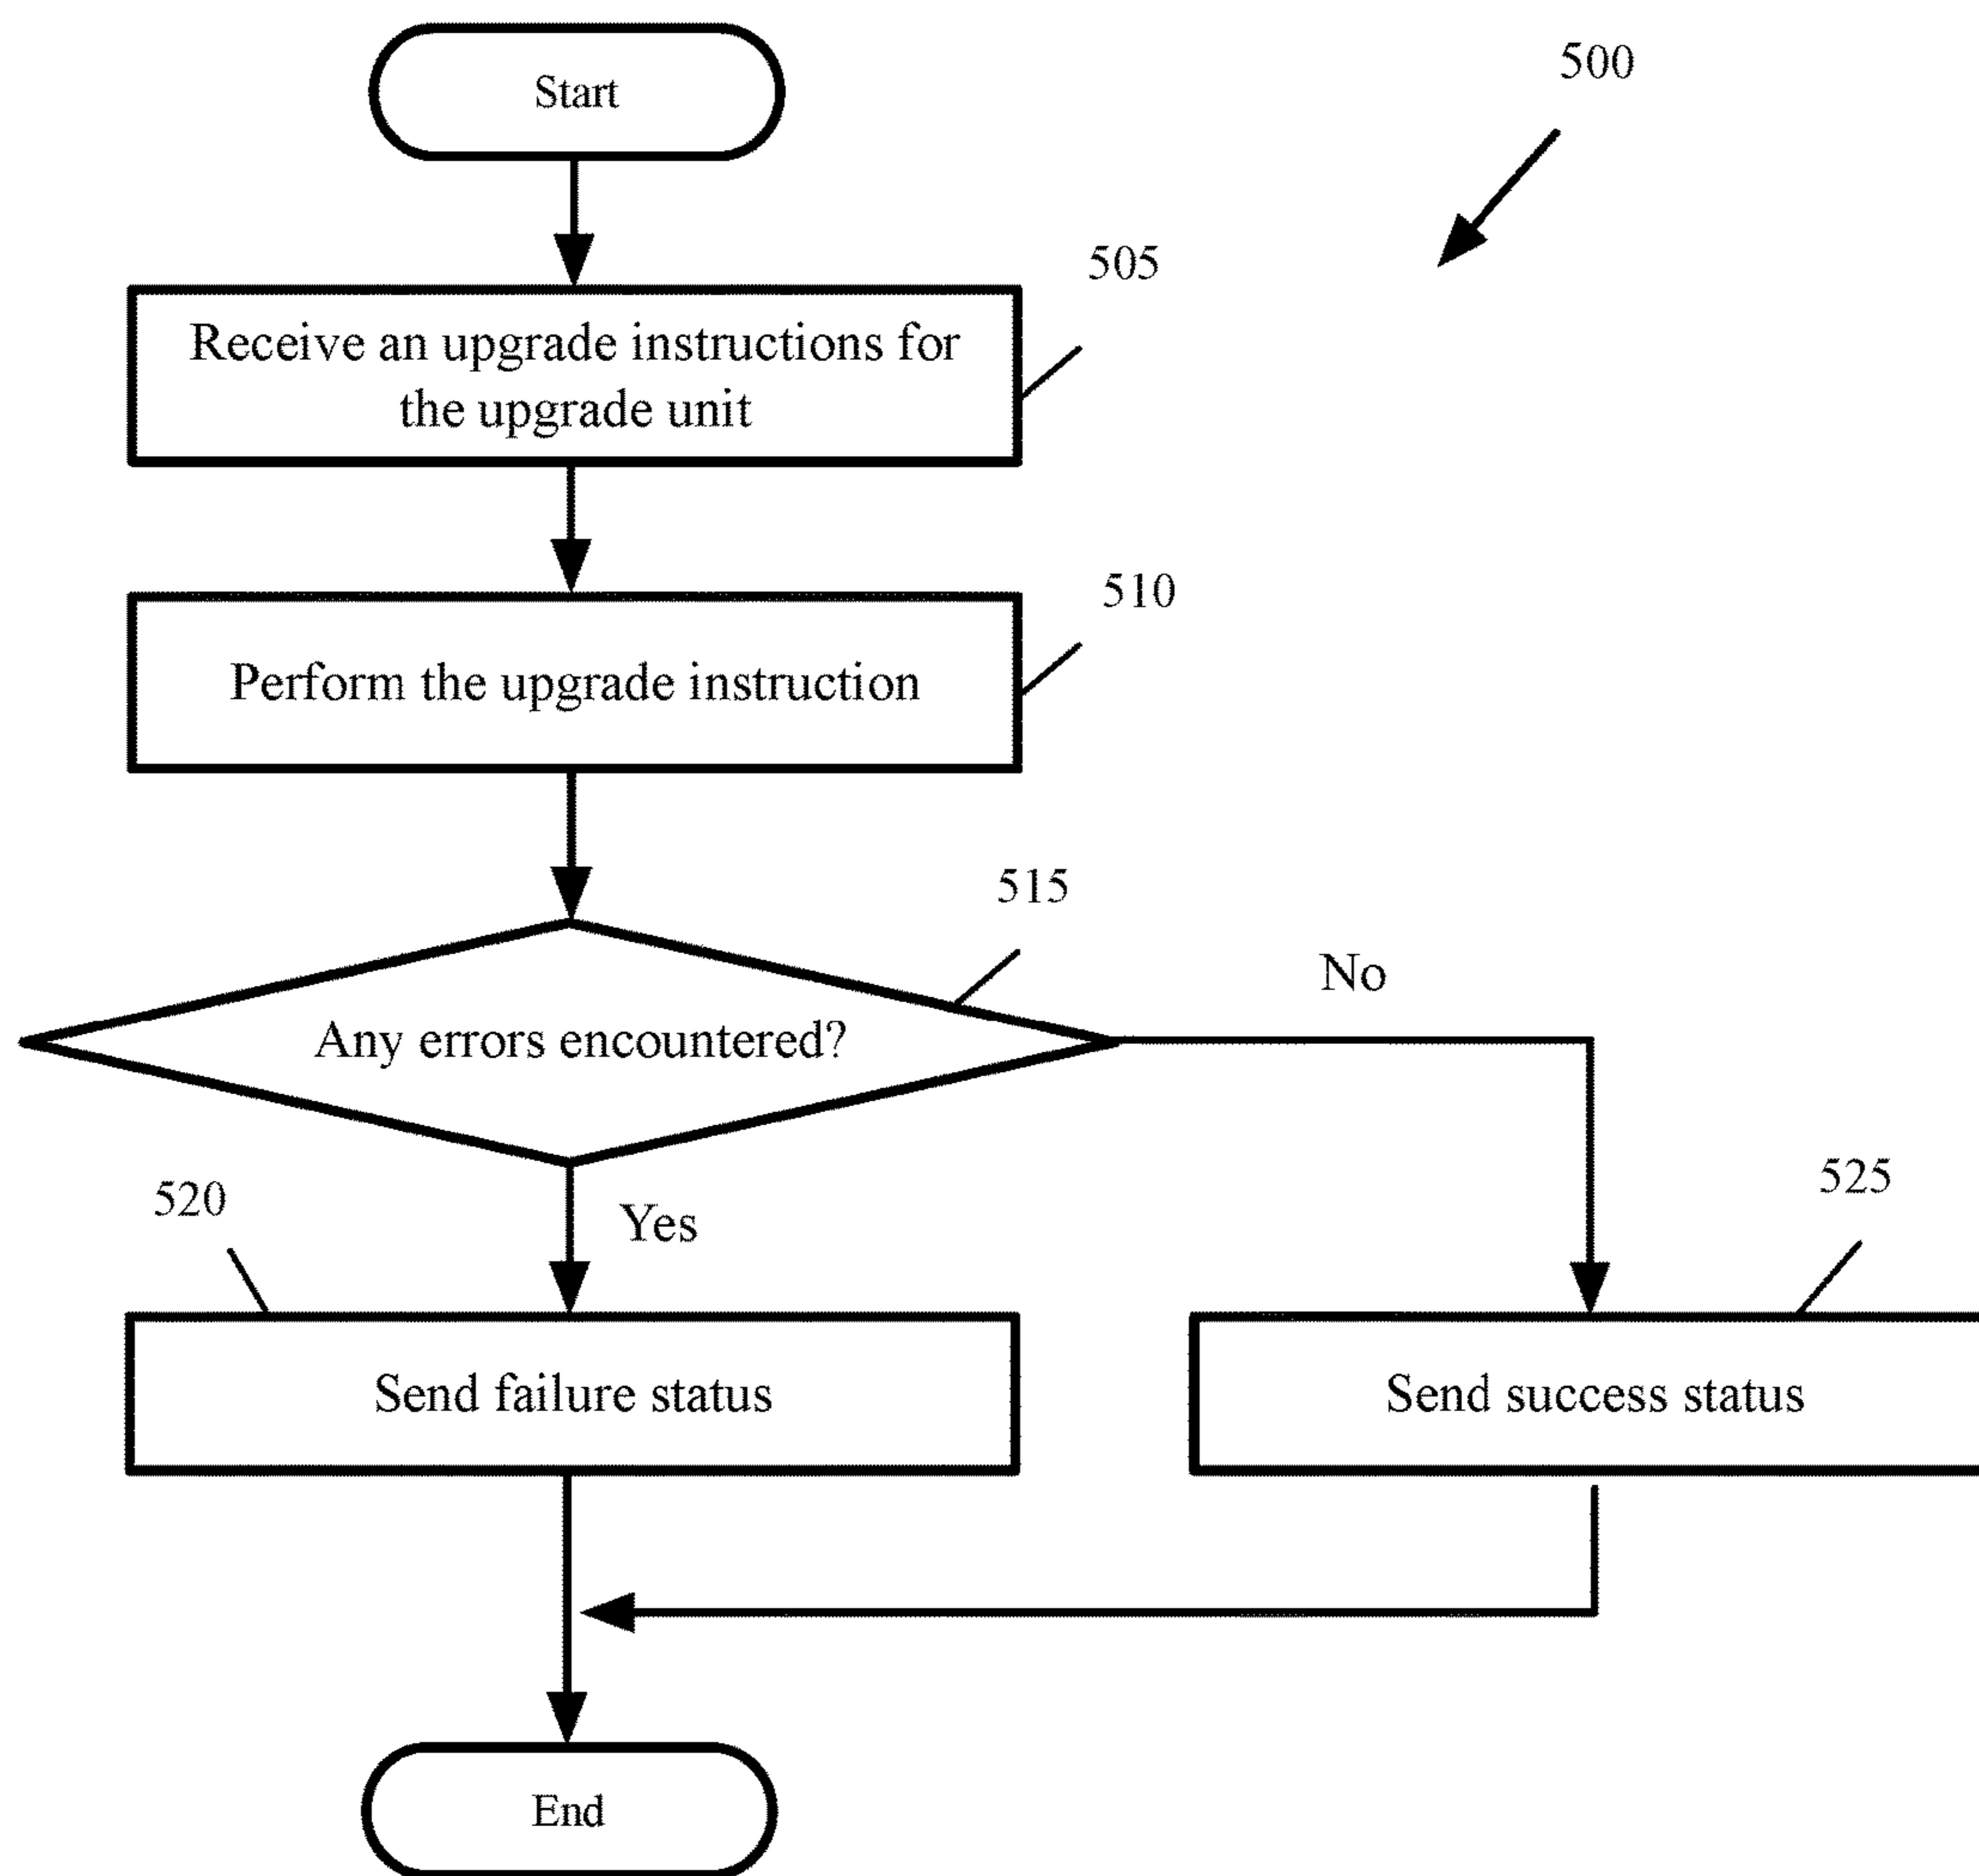 Start
500
505
Receive an upgrade instructions for
the upgrade unit
510
Perform the upgrade instruction
515
Any errors encountered?
No
Yes
520
525
Send failure status
Send success status
End